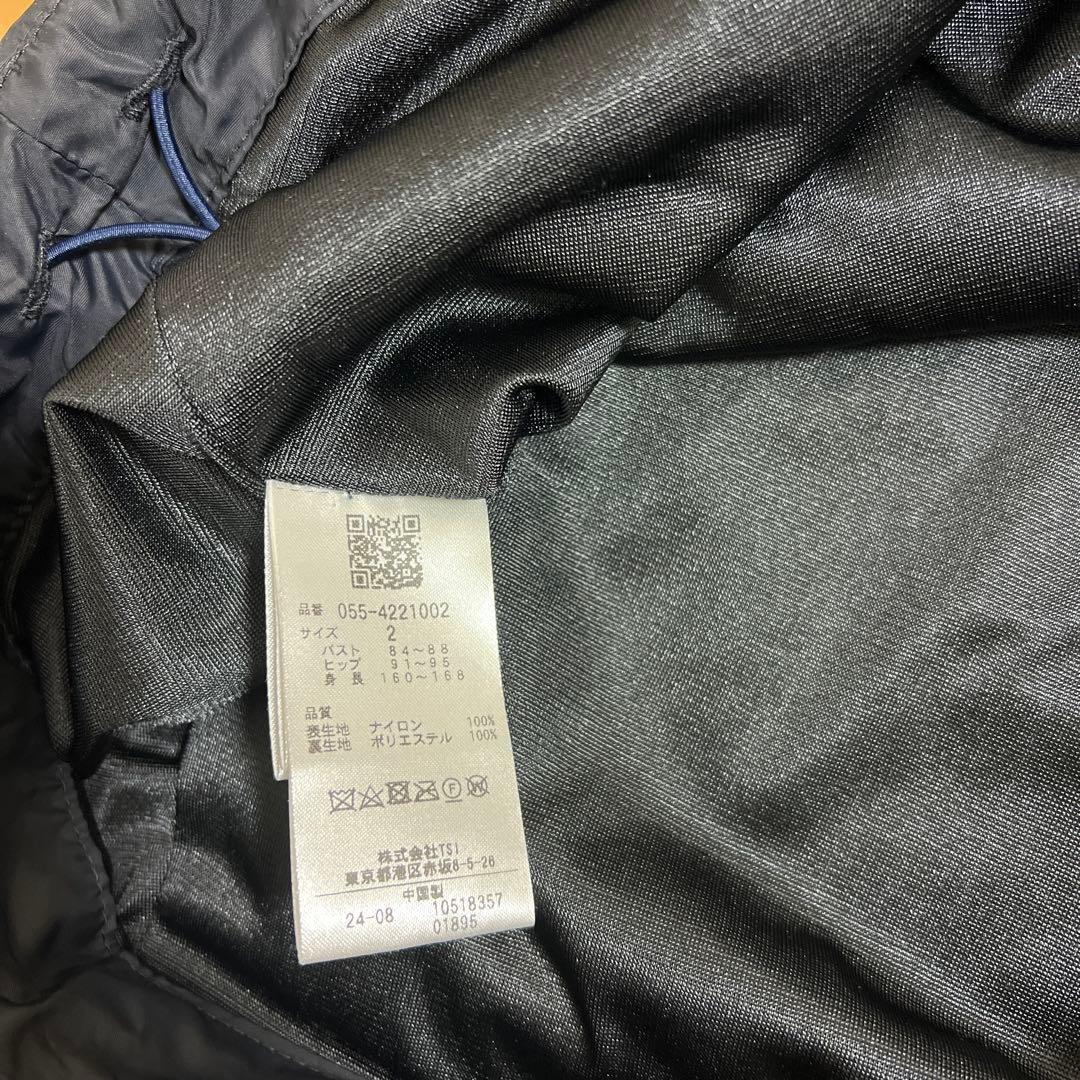 品番 055-4221002
サイズ 2
バスト 84～88
ヒップ 91～95
身長 160～168
品質
表生地 ナイロン 100%
裏生地 ポリエステル 100%
F W
株式会社TSI
東京都港区赤坂8-5-26
中国製
24-08 10518357
01895